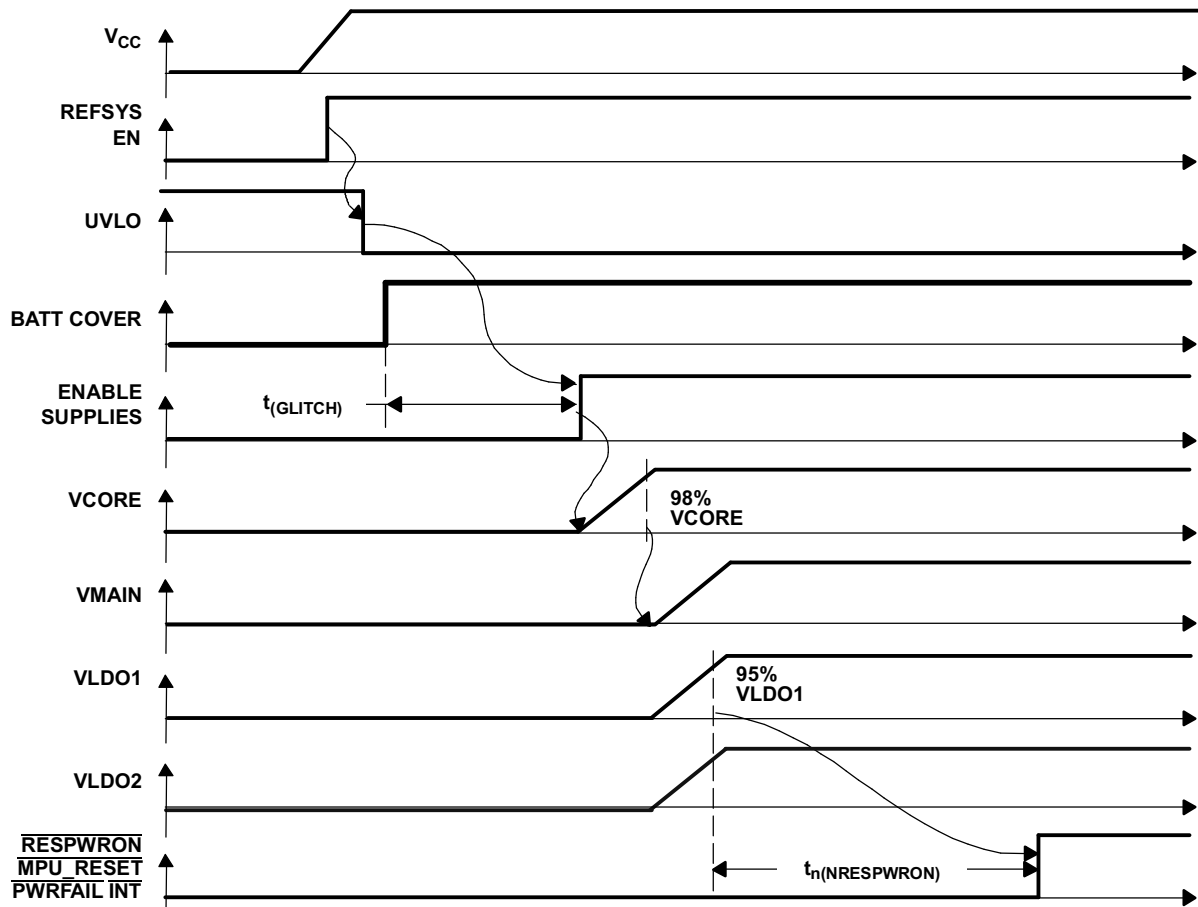 VCC
REFSYS
EN
UVLO
BATT COVER
ENABLE
SUPPLIES
t(GLITCH)
VCORE
98%
VCORE
VMAIN
VLDO1
95%
VLDO1
VLDO2
RESPWRON
MPU_RESET
PWRFAIL INT
tn(NRESPWRON)